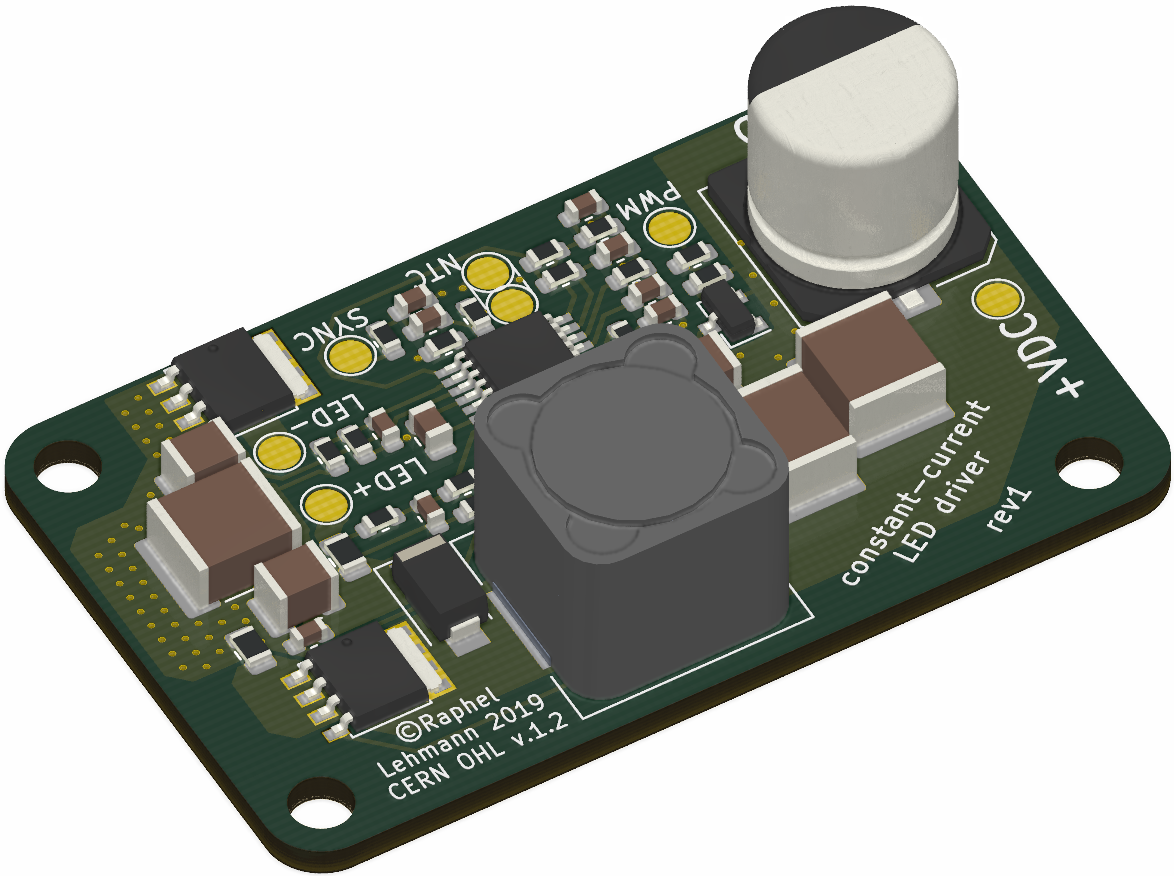 PWM
NTC
SYNC
LED-
LED+
+VDC
constant-current
LED driver
rev1
©Raphel
Lehmann 2019
CERN OHL v.1.2